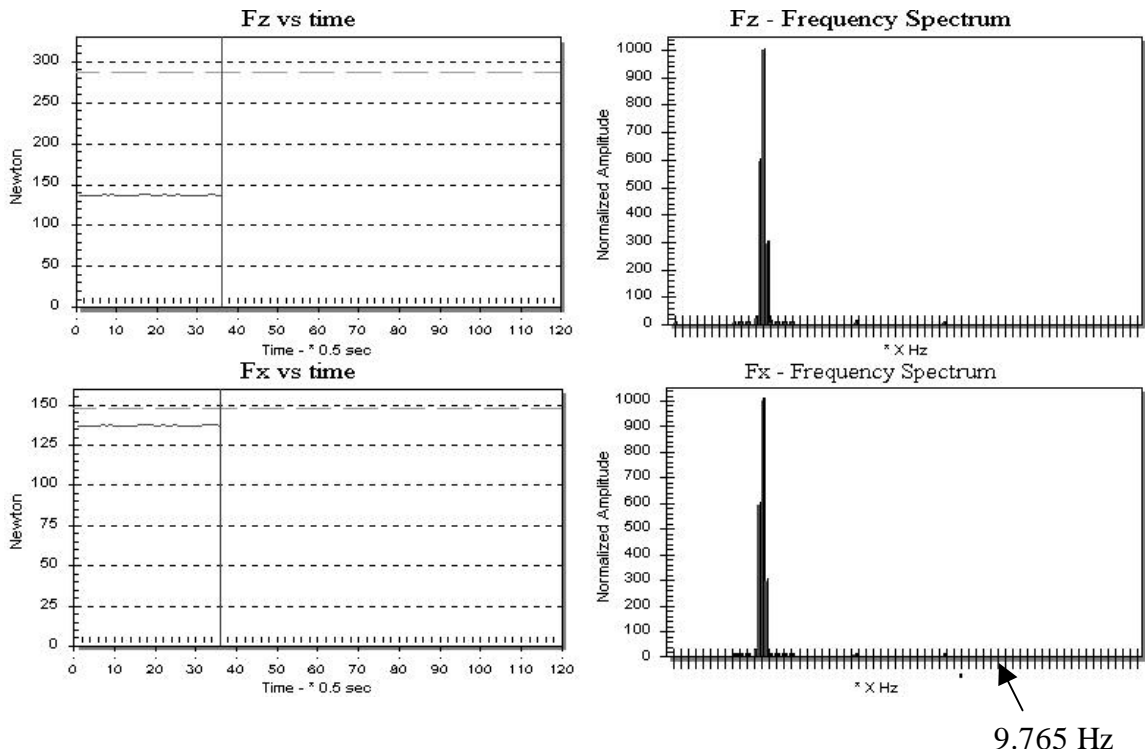 Fz vs time
300
250
200
150
100
50
0
Newton
0 10 20 30 40 50 60 70 80 90 100 110 120
Time - * 0.5 sec
Fz - Frequency Spectrum
1000
900
800
700
600
500
400
300
200
100
0
Normalized Amplitude
* X Hz
Fx vs time
150
125
100
75
50
25
0
Newton
0 10 20 30 40 50 60 70 80 90 100 110 120
Time - * 0.5 sec
Fx - Frequency Spectrum
1000
900
800
700
600
500
400
300
200
100
0
Normalized Amplitude
* X Hz
9.765 Hz